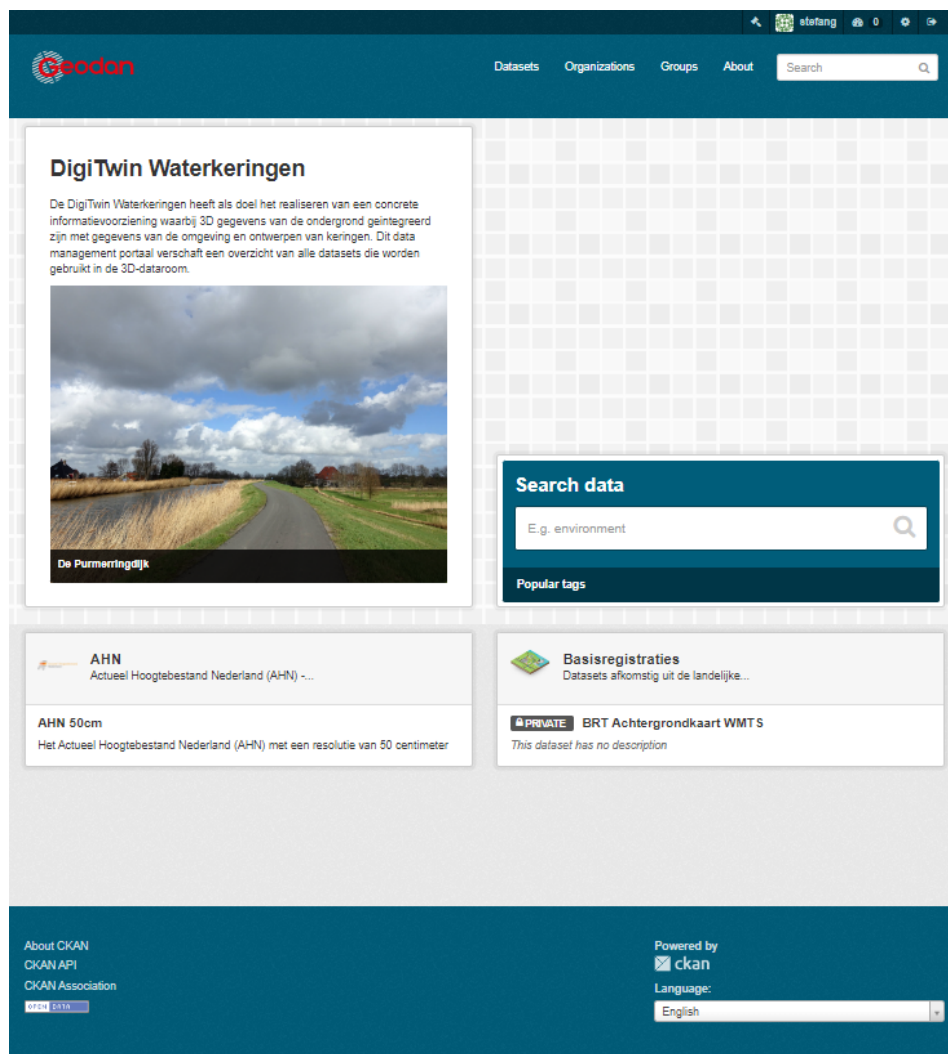 stefang 0
Geodan
Datasets Organizations Groups About Search
DigiTwin Waterkeringen
De DigiTwin Waterkeringen heeft als doel het realiseren van een concrete
informatievoorziening waarbij 3D gegevens van de ondergrond geintegreerd
zijn met gegevens van de omgeving en ontwerpen van keringen. Dit data
management portaal verschaft een overzicht van alle datasets die worden
gebruikt in de 3D-dataroom.
De Purmerringdijk
Search data
E.g. environment
Popular tags
AHN
Actueel Hoogtebestand Nederland (AHN) -...
AHN 50cm
Het Actueel Hoogtebestand Nederland (AHN) met een resolutie van 50 centimeter
Basisregistraties
Datasets afkomstig uit de landelijke...
PRIVATE BRT Achtergrondkaart WMTS
This dataset has no description
About CKAN
CKAN API
CKAN Association
OPEN DATA
Powered by
ckan
Language:
English